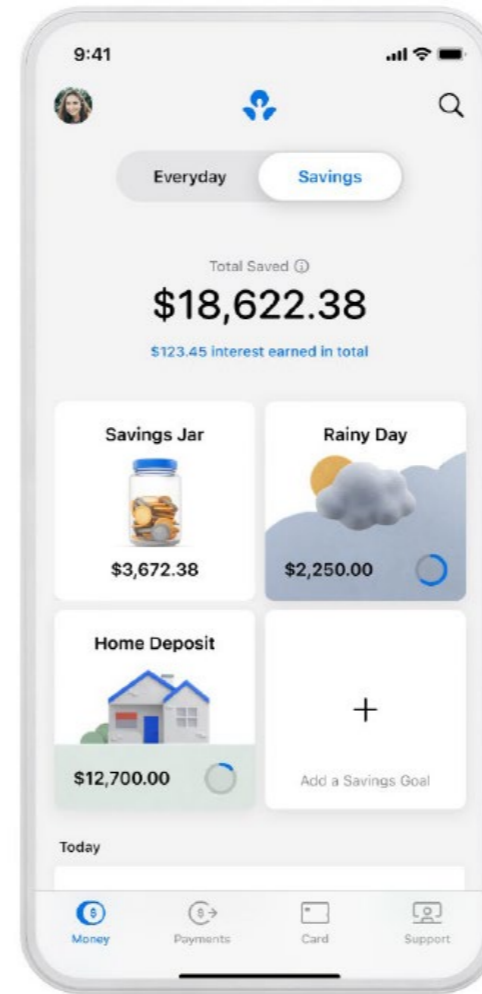 9:41
Everyday Savings
Total Saved
$18,622.38
$123.45 interest earned in total
Savings Jar
$3,672.38
Rainy Day
$2,250.00
Home Deposit
$12,700.00
+
Add a Savings Goal
Today
Money Payments Card Support